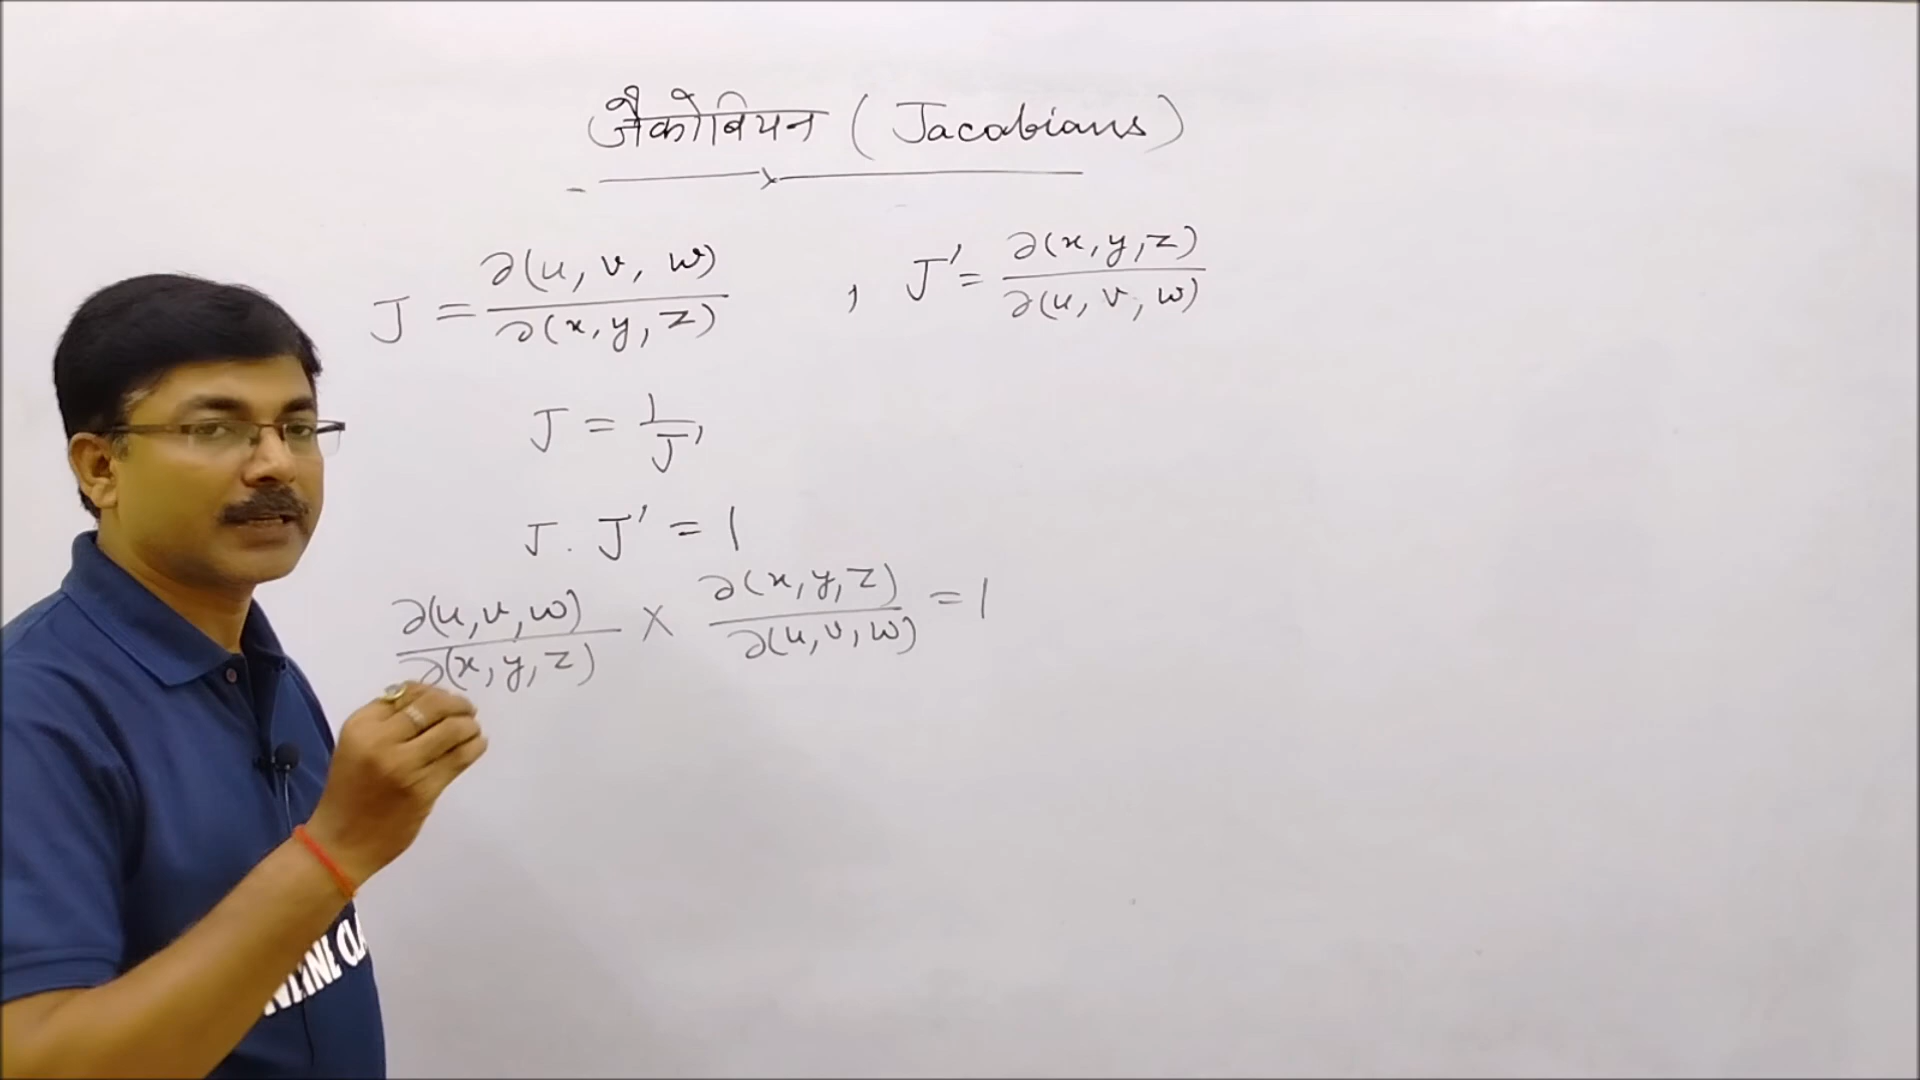 जैकोबियन (Jacobians)
J = ∂(u, v, w) / ∂(x, y, z) , J' = ∂(x, y, z) / ∂(u, v, w)
J = 1 / J'
J . J' = 1
∂(u, v, w) / ∂(x, y, z) × ∂(x, y, z) / ∂(u, v, w) = 1